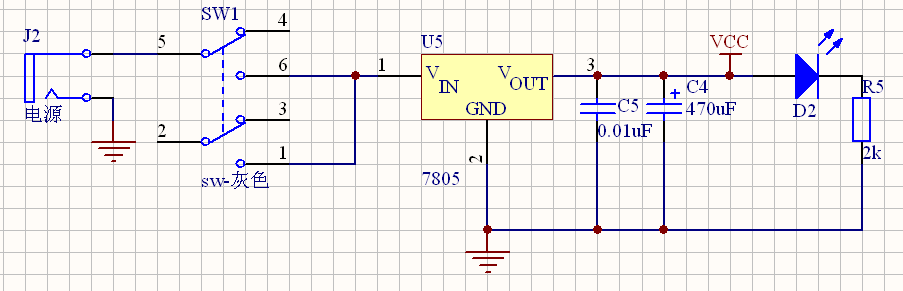 SW1
J2
5
4
6
3
2
1
电源
sw-灰色
U5
1
VIN
VOUT
GND
3
2
7805
VCC
C5
0.01uF
+
C4
470uF
D2
R5
2k